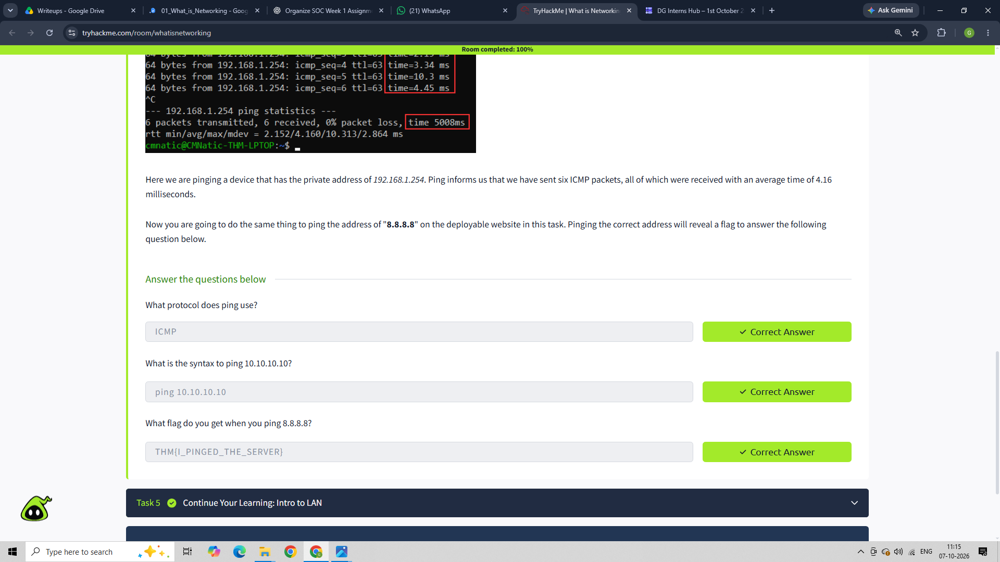 Writeups - Google Drive
01_What_is_Networking - Goog
Organize SOC Week 1 Assignm
(21) WhatsApp
TryHackMe | What is Networkin
DG Interns Hub – 1st October 2
Ask Gemini
tryhackme.com/room/whatisnetworking
G
Room completed: 100%
64 bytes from 192.168.1.254: icmp_seq=4 ttl=63 time=3.34 ms
64 bytes from 192.168.1.254: icmp_seq=5 ttl=63 time=10.3 ms
64 bytes from 192.168.1.254: icmp_seq=6 ttl=63 time=4.45 ms
^C
--- 192.168.1.254 ping statistics ---
6 packets transmitted, 6 received, 0% packet loss, time 5008ms
rtt min/avg/max/mdev = 2.152/4.160/10.313/2.864 ms
cmnatic@CMNatic-THM-LPTOP:~$
Here we are pinging a device that has the private address of 192.168.1.254. Ping informs us that we have sent six ICMP packets, all of which were received with an average time of 4.16
milliseconds.
Now you are going to do the same thing to ping the address of "8.8.8.8" on the deployable website in this task. Pinging the correct address will reveal a flag to answer the following
question below.
Answer the questions below
What protocol does ping use?
ICMP
✓ Correct Answer
What is the syntax to ping 10.10.10.10?
ping 10.10.10.10
✓ Correct Answer
What flag do you get when you ping 8.8.8.8?
THM{I_PINGED_THE_SERVER}
✓ Correct Answer
Task 5 Continue Your Learning: Intro to LAN
Type here to search
ENG
11:15
07-10-2026